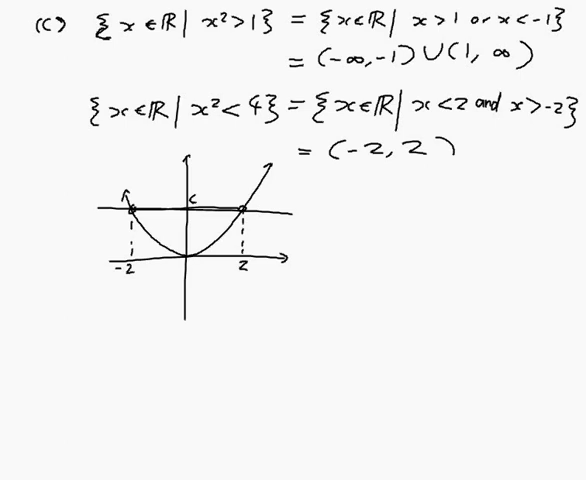 (c) {x ∈ ℝ | x² > 1} = {x ∈ ℝ | x > 1 or x < -1}
= (-∞, -1) ∪ (1, ∞)
{x ∈ ℝ | x² < 4} = {x ∈ ℝ | x < 2 and x > -2}
= (-2, 2)
-2 2